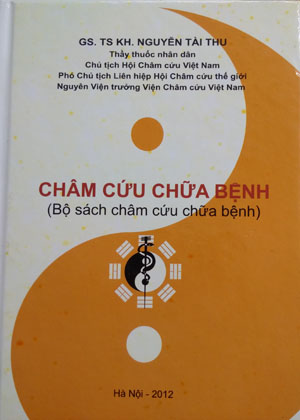 GS. TS KH. NGUYỄN TÀI THU
Thầy thuốc nhân dân
Chủ tịch Hội Châm cứu Việt Nam
Phó Chủ tịch Liên hiệp Hội Châm cứu thế giới
Nguyên Viện trưởng Viện Châm cứu Việt Nam
CHÂM CỨU CHỮA BỆNH
(Bộ sách châm cứu chữa bệnh)
Hà Nội - 2012